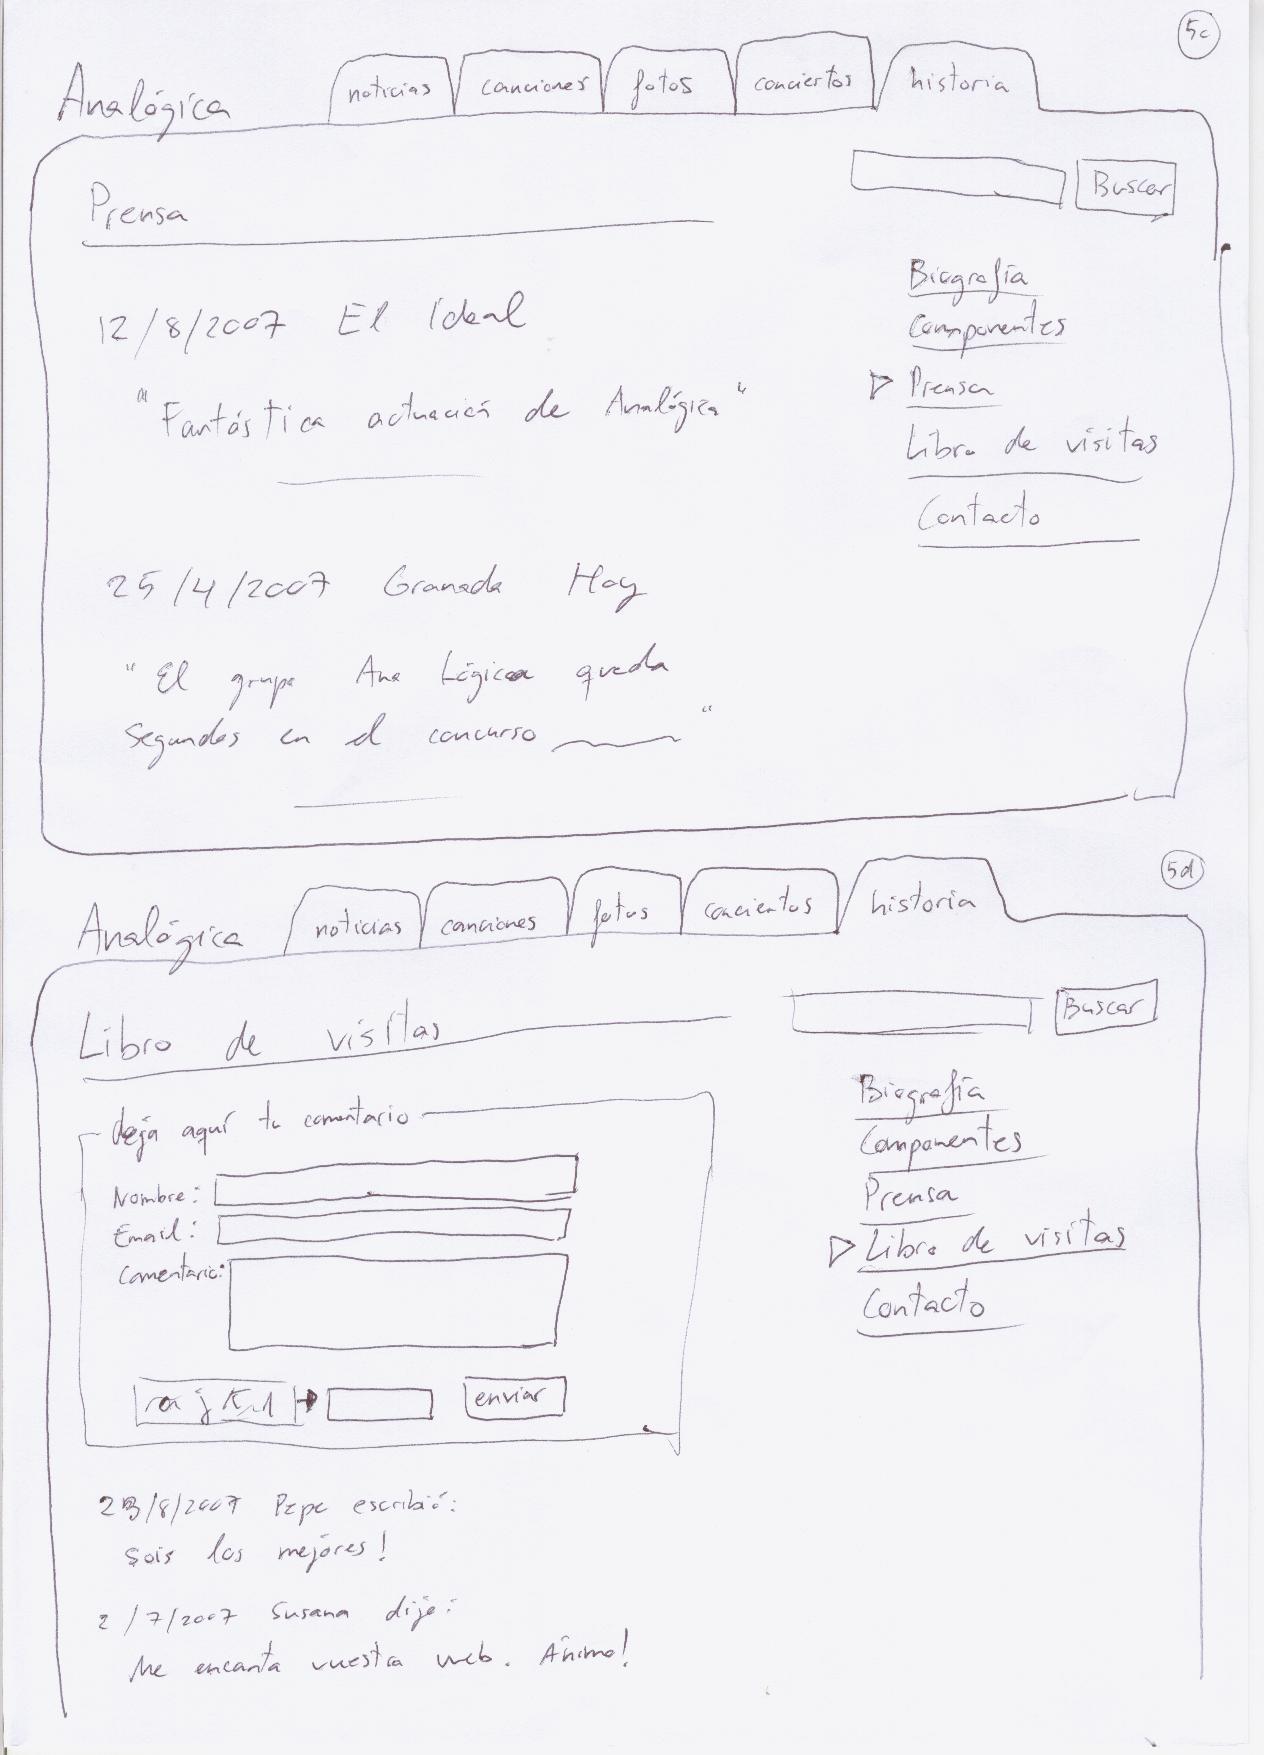 5c
Analógica noticias canciones fotos conciertos historia
Buscar
Prensa
Biografía
Componentes
Prensa
Libro de visitas
Contacto
12/8/2007 El Ideal
"Fantástica actuación de Analógica"
25/4/2007 Granada Hoy
"El grupo Ana Lógica queda
segundos en el concurso "
5d
Analógica noticias canciones fotos conciertos historia
Buscar
Libro de visitas
Biografía
Componentes
Prensa
Libro de visitas
Contacto
deja aquí tu comentario
Nombre:
Email:
Comentario:
enviar
23/8/2007 Pepe escribió:
Sois los mejores!
2/7/2007 Susana dijo:
Me encanta vuestra web. Ánimo!